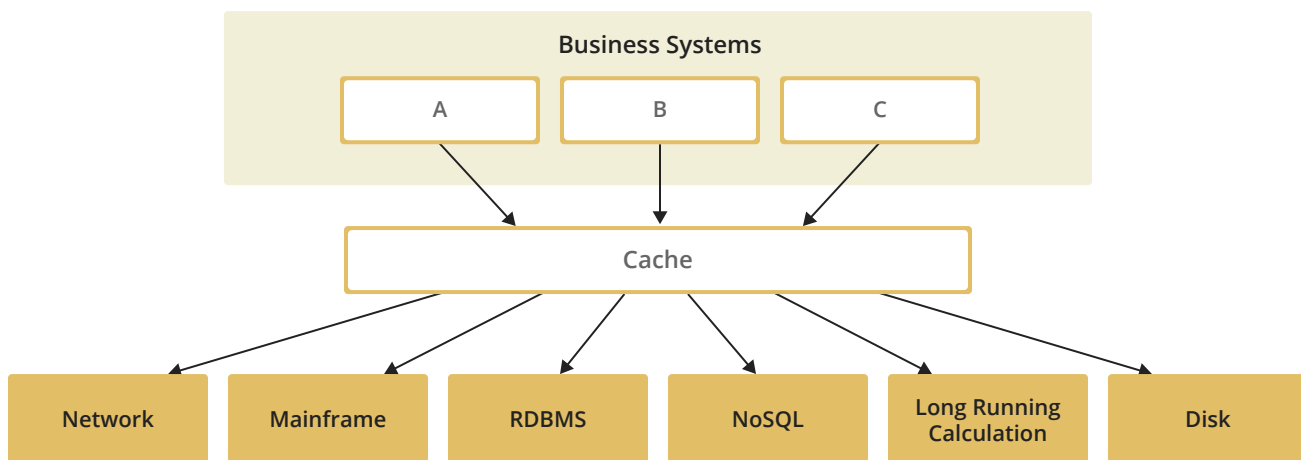 Business Systems
A
B
C
Cache
Network
Mainframe
RDBMS
NoSQL
Long Running
Calculation
Disk